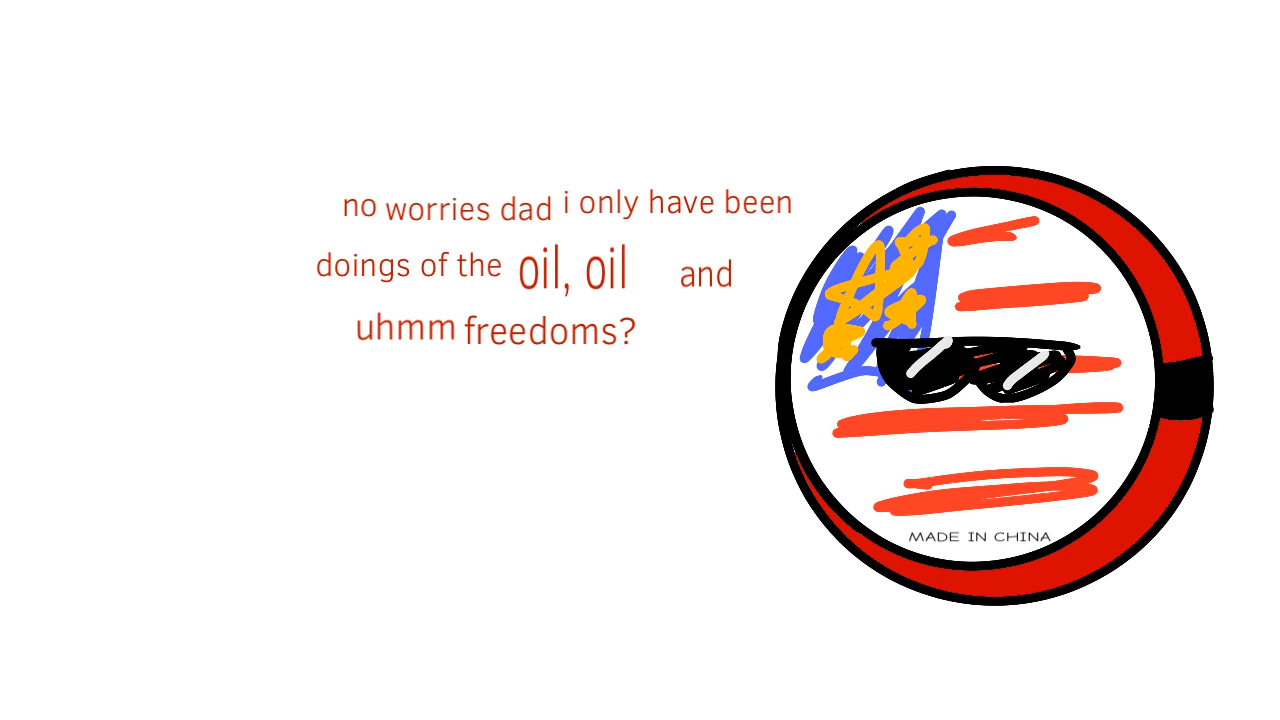 no worries dad i only have been
doings of the oil, oil and
uhmm freedoms?
MADE IN CHINA